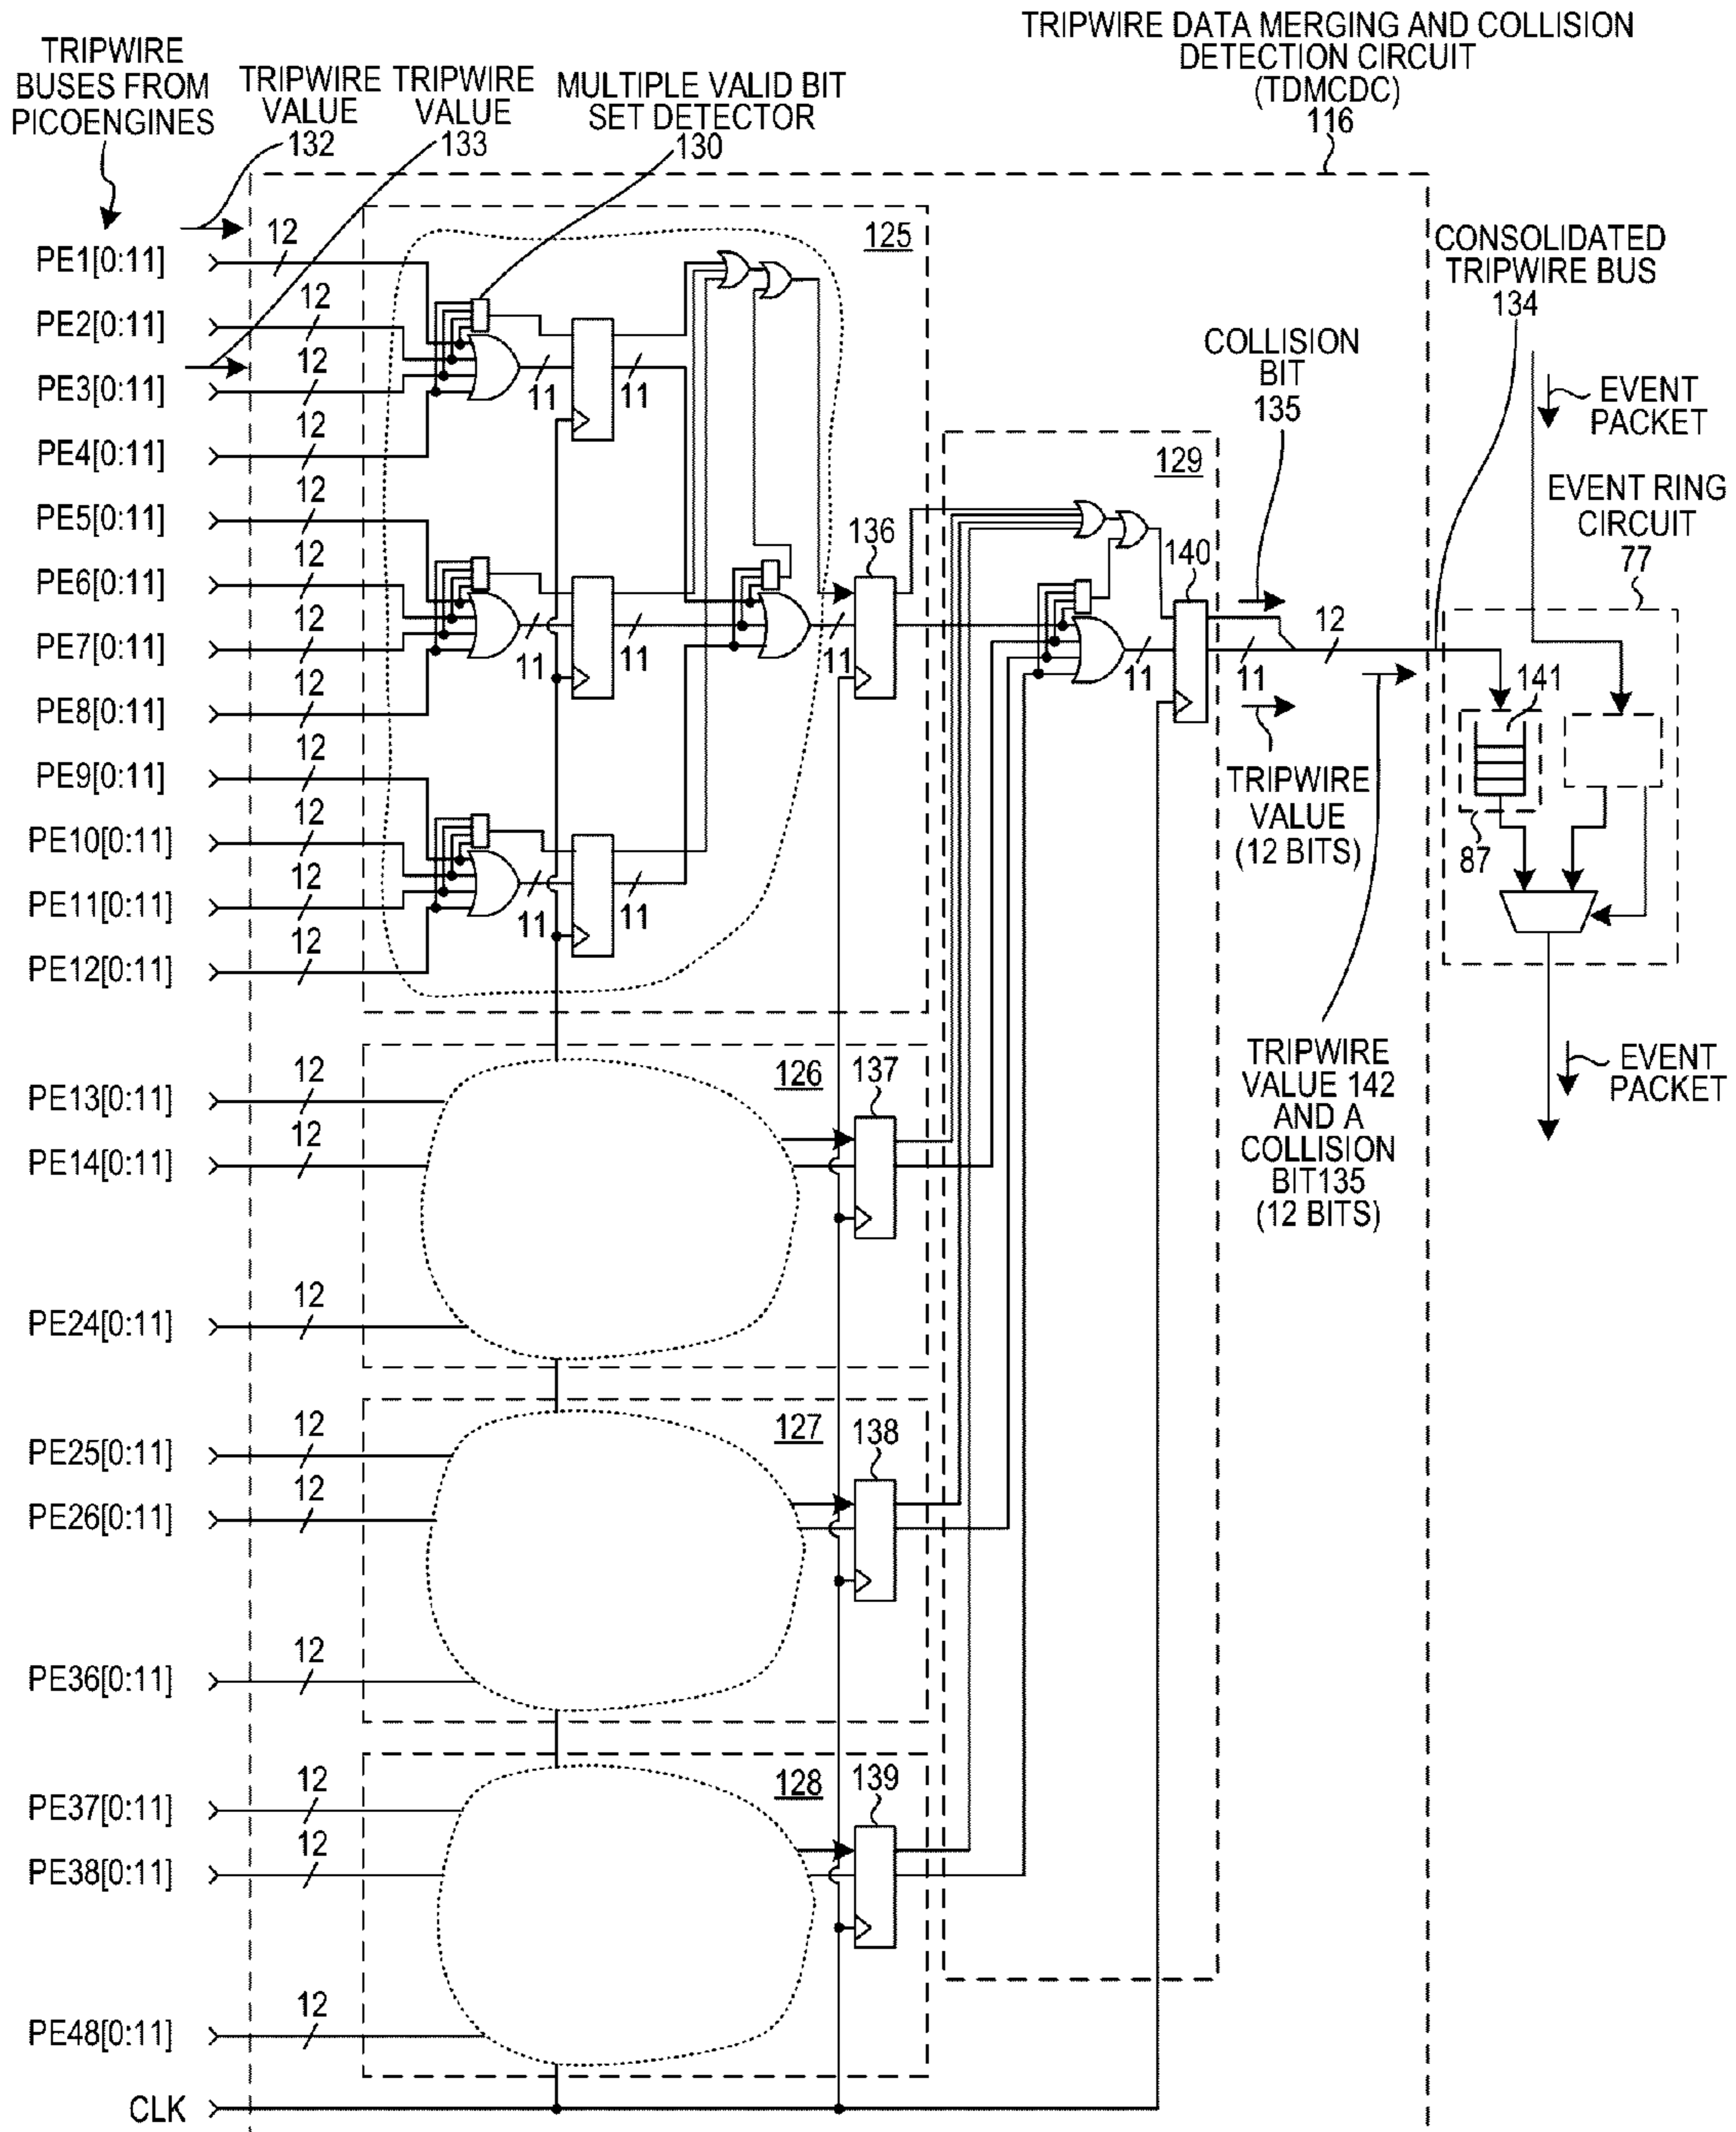 TRIPWIRE DATA MERGING AND COLLISION
DETECTION CIRCUIT
(TDMCDC)
116
TRIPWIRE
BUSES FROM
PICOENGINES
TRIPWIRE
VALUE
132
TRIPWIRE
VALUE
133
MULTIPLE VALID BIT
SET DETECTOR
130
PE1[0:11]
12
PE2[0:11]
12
PE3[0:11]
12
PE4[0:11]
12
PE5[0:11]
12
PE6[0:11]
12
PE7[0:11]
12
PE8[0:11]
12
PE9[0:11]
12
PE10[0:11]
12
PE11[0:11]
12
PE12[0:11]
12
125
11
11
11
11
11
11
11
136
129
140
11
11
COLLISION
BIT
135
12
CONSOLIDATED
TRIPWIRE BUS
134
EVENT
PACKET
EVENT RING
CIRCUIT
77
141
87
TRIPWIRE
VALUE
(12 BITS)
TRIPWIRE
VALUE 142
AND A
COLLISION
BIT135
(12 BITS)
EVENT
PACKET
PE13[0:11]
12
PE14[0:11]
12
PE24[0:11]
12
126
137
PE25[0:11]
12
PE26[0:11]
12
PE36[0:11]
12
127
138
PE37[0:11]
12
PE38[0:11]
12
PE48[0:11]
12
128
139
CLK